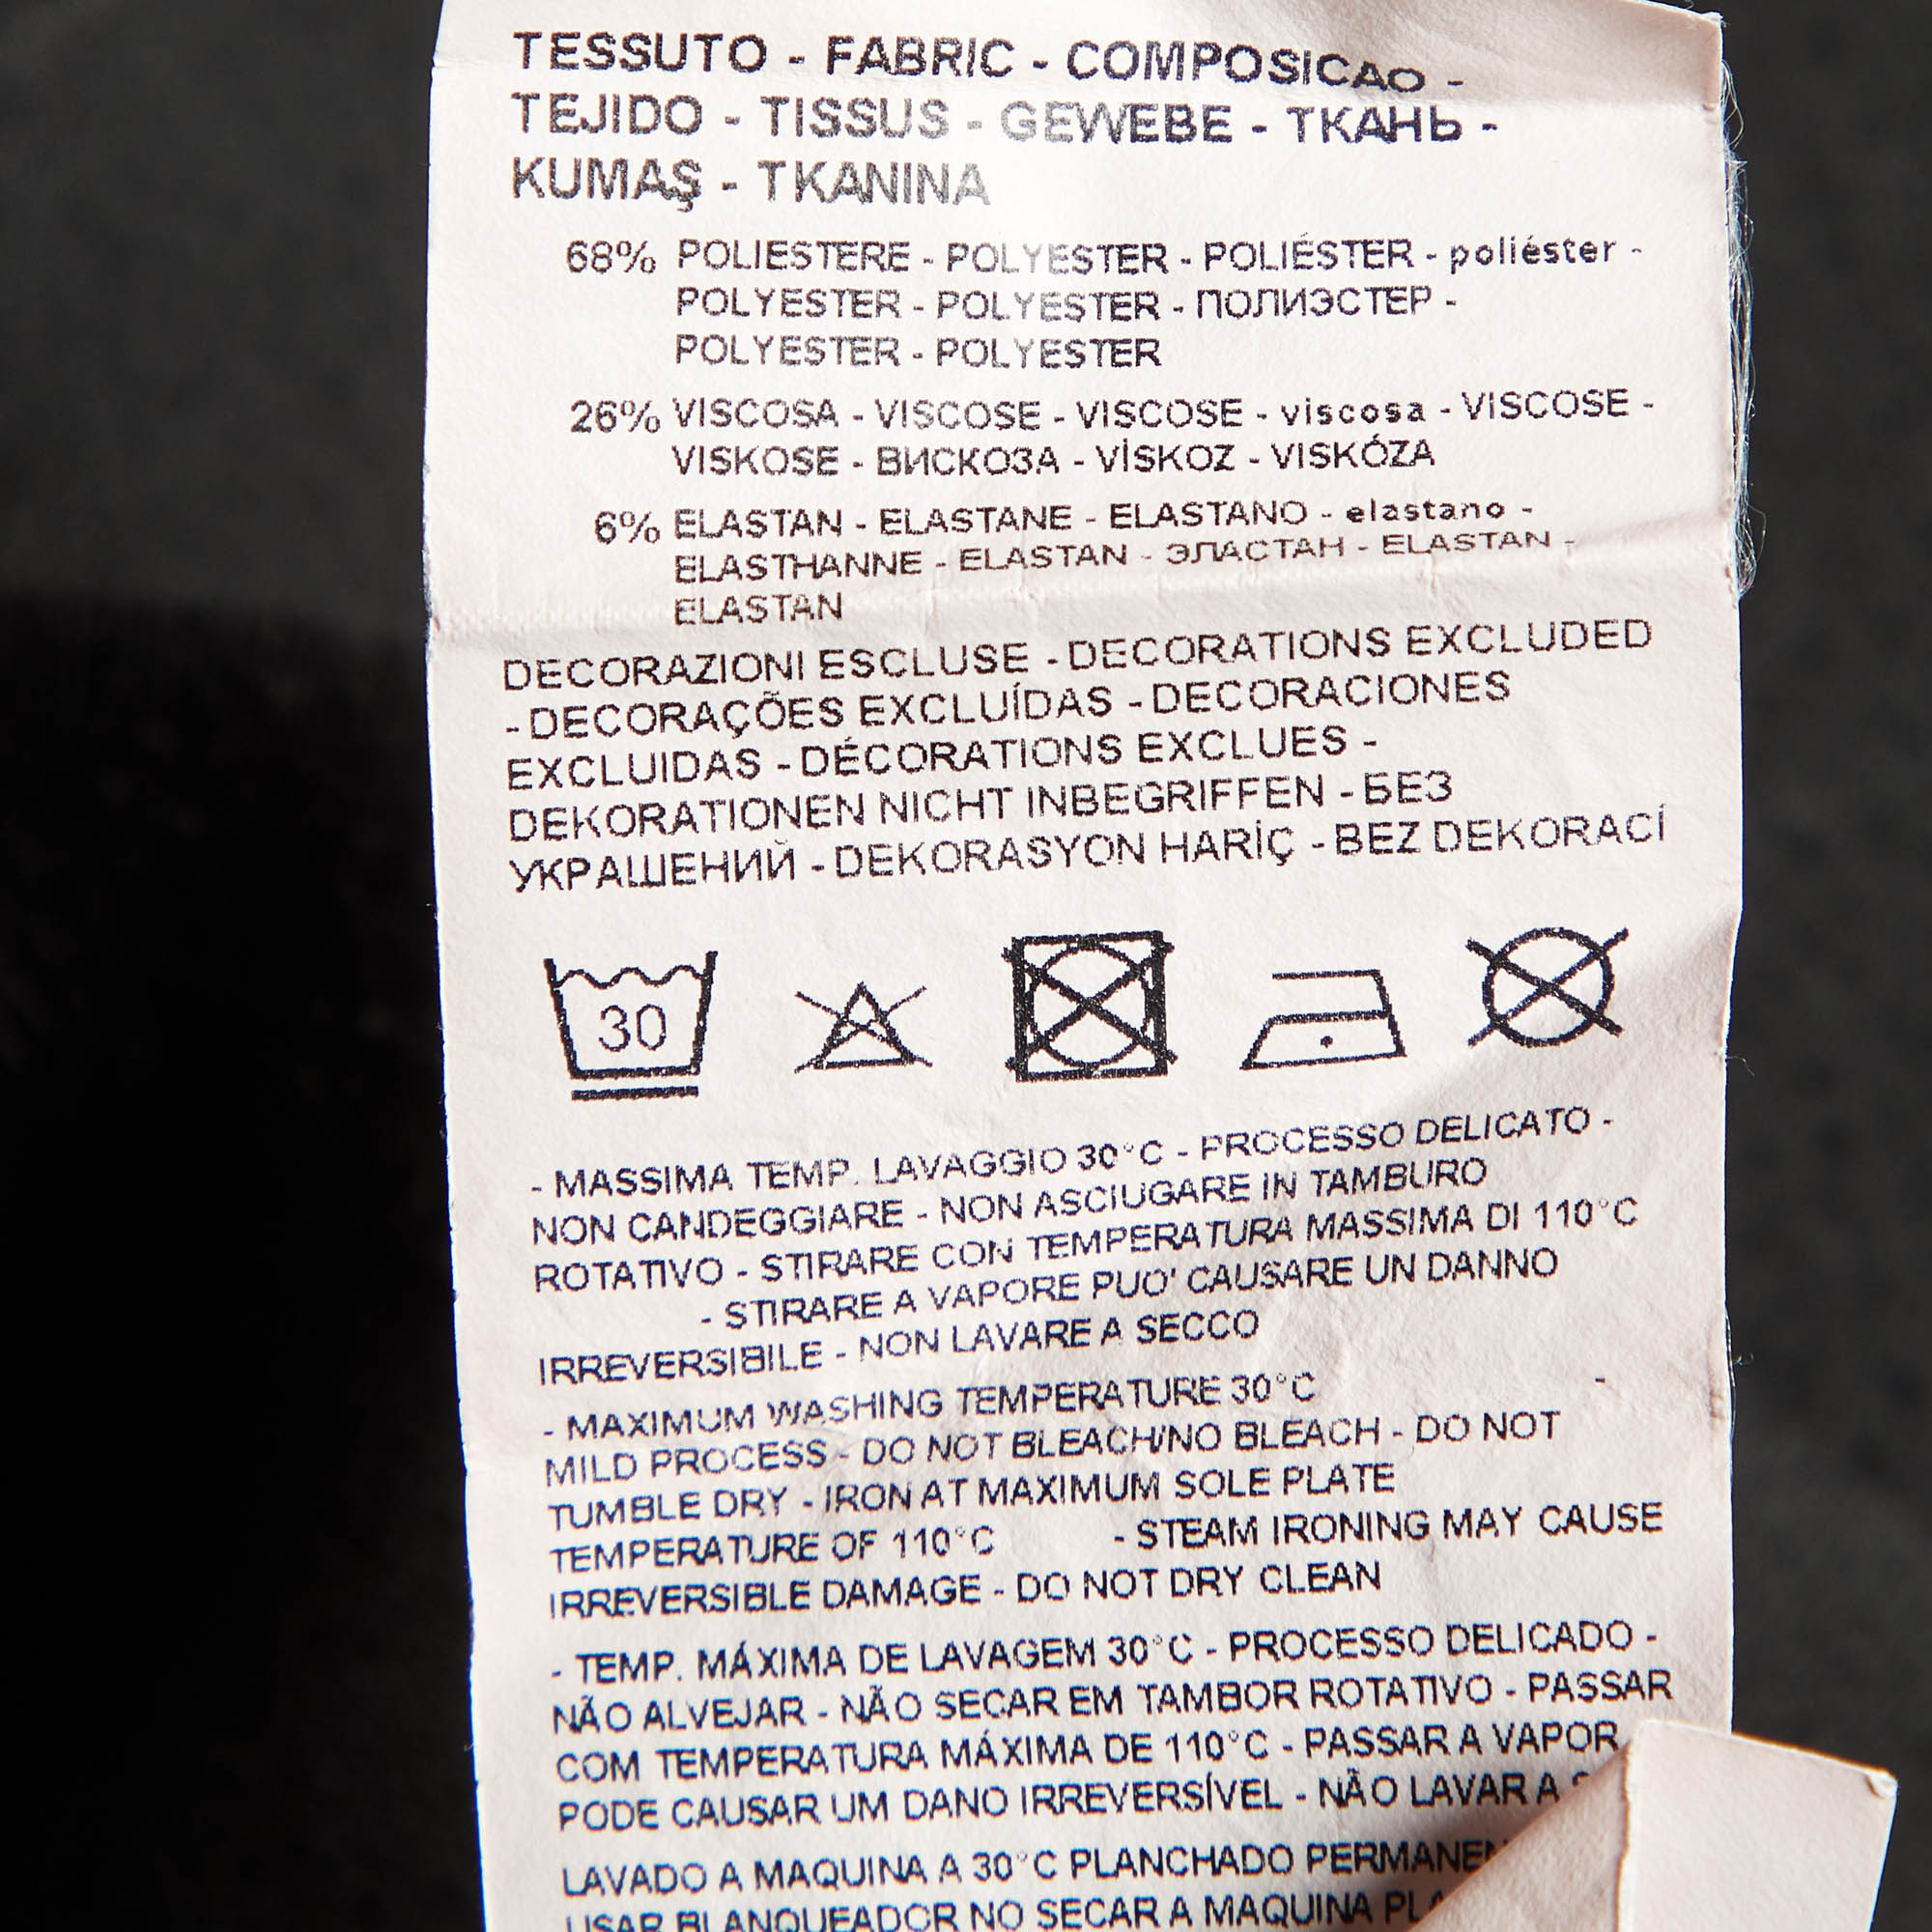 TESSUTO - FABRIC - COMPOSICAO -
TEJIDO - TISSUS - GEWEBE - ТКАНЬ -
KUMAŞ - TKANINA
68% POLIESTERE - POLYESTER - POLIÉSTER - poliéster -
POLYESTER - POLYESTER - ПОЛИЭСТЕР -
POLYESTER - POLYESTER
26% VISCOSA - VISCOSE - VISCOSE - viscosa - VISCOSE -
VISKOSE - ВИСКОЗА - VİSKOZ - VISKÓZA
6% ELASTAN - ELASTANE - ELASTANO - elastano -
ELASTHANNE - ELASTAN - ЭЛАСТАН - ELASTAN -
ELASTAN
DECORAZIONI ESCLUSE - DECORATIONS EXCLUDED
- DECORAÇÕES EXCLUÍDAS - DECORACIONES
EXCLUIDAS - DÉCORATIONS EXCLUES -
DEKORATIONEN NICHT INBEGRIFFEN - БЕЗ
УКРАШЕНИЙ - DEKORASYON HARİÇ - BEZ DEKORACÍ
30
- MASSIMA TEMP. LAVAGGIO 30°C - PROCESSO DELICATO -
NON CANDEGGIARE - NON ASCIUGARE IN TAMBURO
ROTATIVO - STIRARE CON TEMPERATURA MASSIMA DI 110°C
- STIRARE A VAPORE PUO' CAUSARE UN DANNO
IRREVERSIBILE - NON LAVARE A SECCO
- MAXIMUM WASHING TEMPERATURE 30°C -
MILD PROCESS - DO NOT BLEACH/NO BLEACH - DO NOT
TUMBLE DRY - IRON AT MAXIMUM SOLE PLATE
TEMPERATURE OF 110°C - STEAM IRONING MAY CAUSE
IRREVERSIBLE DAMAGE - DO NOT DRY CLEAN
- TEMP. MÁXIMA DE LAVAGEM 30°C - PROCESSO DELICADO -
NÃO ALVEJAR - NÃO SECAR EM TAMBOR ROTATIVO - PASSAR
COM TEMPERATURA MÁXIMA DE 110°C - PASSAR A VAPOR
PODE CAUSAR UM DANO IRREVERSÍVEL - NÃO LAVAR A
LAVADO A MAQUINA A 30°C PLANCHADO
USAR BLANQUEADOR NO SECAR A MAQUINA